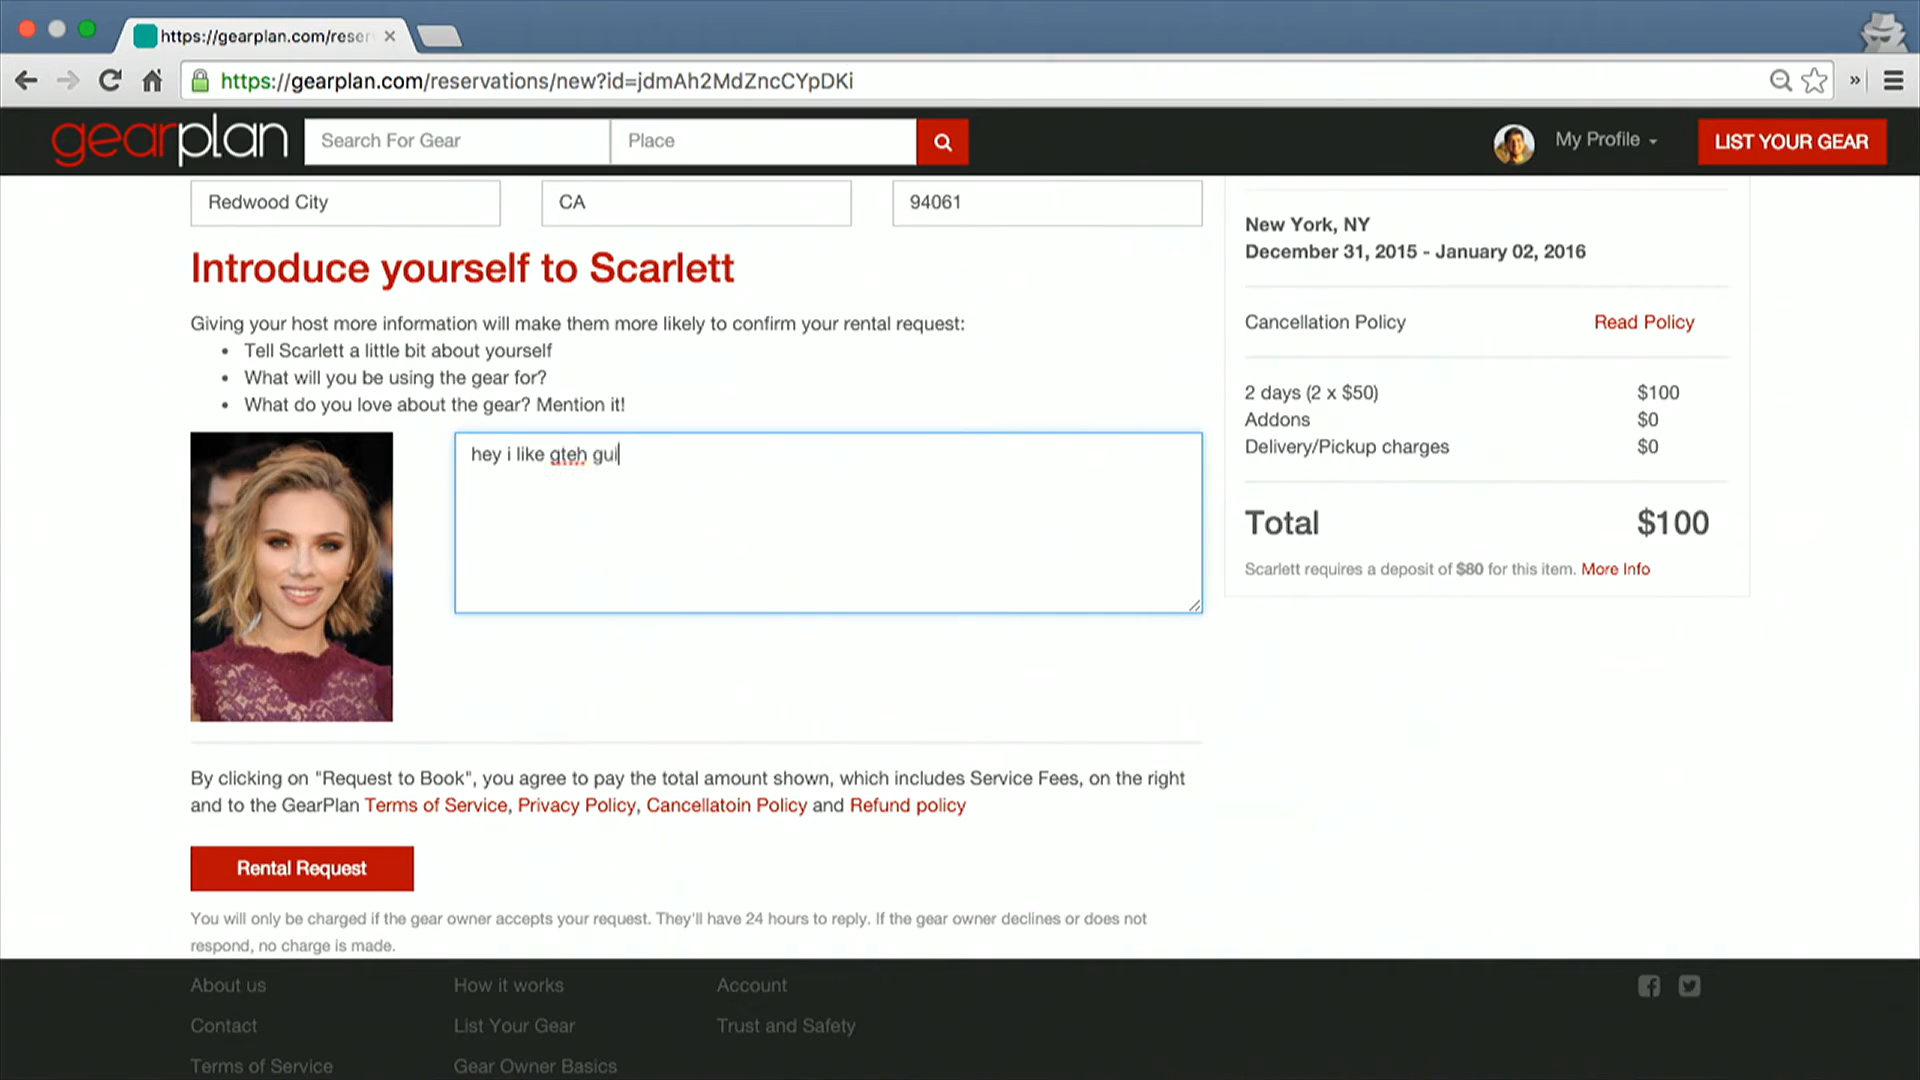 https://gearplan.com/reser
https://gearplan.com/reservations/new?id=jdmAh2MdZncCYpDKi
gearplan
Search For Gear
Place
My Profile
LIST YOUR GEAR
Redwood City
CA
94061
Introduce yourself to Scarlett
Giving your host more information will make them more likely to confirm your rental request:
• Tell Scarlett a little bit about yourself
• What will you be using the gear for?
• What do you love about the gear? Mention it!
hey i like gteh gui
New York, NY
December 31, 2015 - January 02, 2016
Cancellation Policy Read Policy
2 days (2 x $50) $100
Addons $0
Delivery/Pickup charges $0
Total $100
Scarlett requires a deposit of $80 for this item. More Info
By clicking on "Request to Book", you agree to pay the total amount shown, which includes Service Fees, on the right
and to the GearPlan Terms of Service, Privacy Policy, Cancellatoin Policy and Refund policy
Rental Request
You will only be charged if the gear owner accepts your request. They'll have 24 hours to reply. If the gear owner declines or does not
respond, no charge is made.
About us
How it works
Account
Contact
List Your Gear
Trust and Safety
Terms of Service
Gear Owner Basics